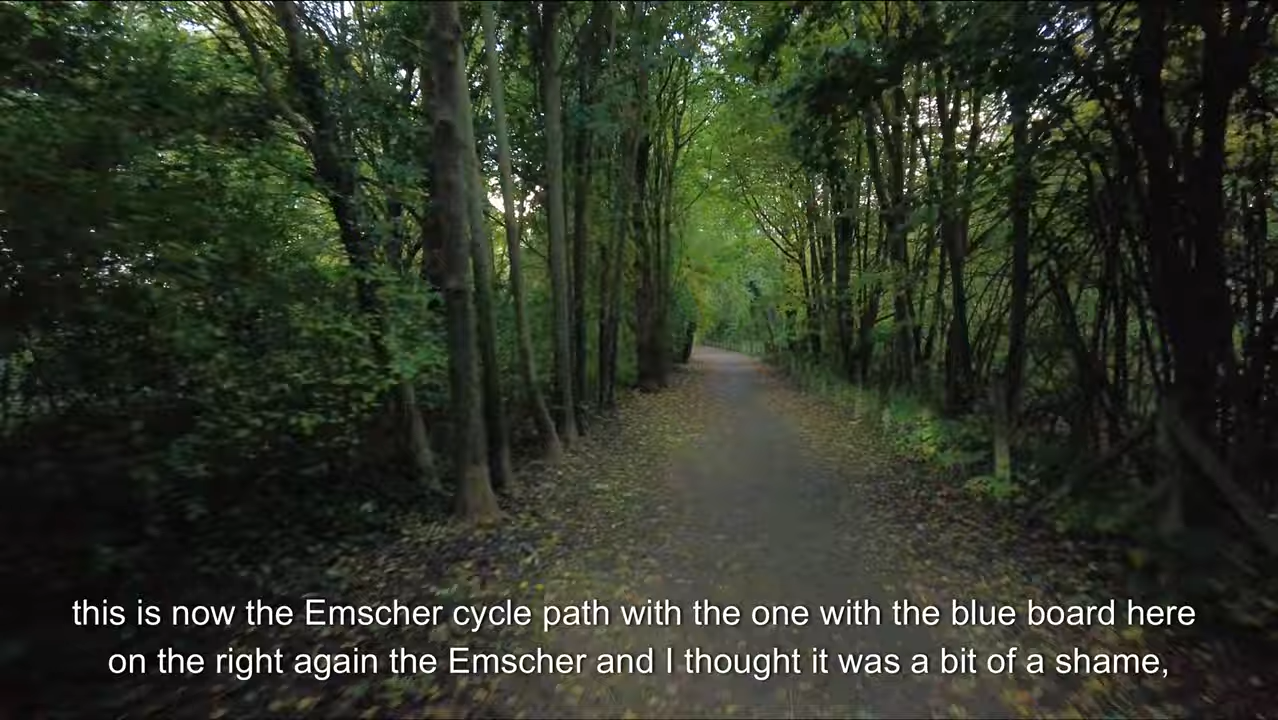 this is now the Emscher cycle path with the one with the blue board here
on the right again the Emscher and I thought it was a bit of a shame,